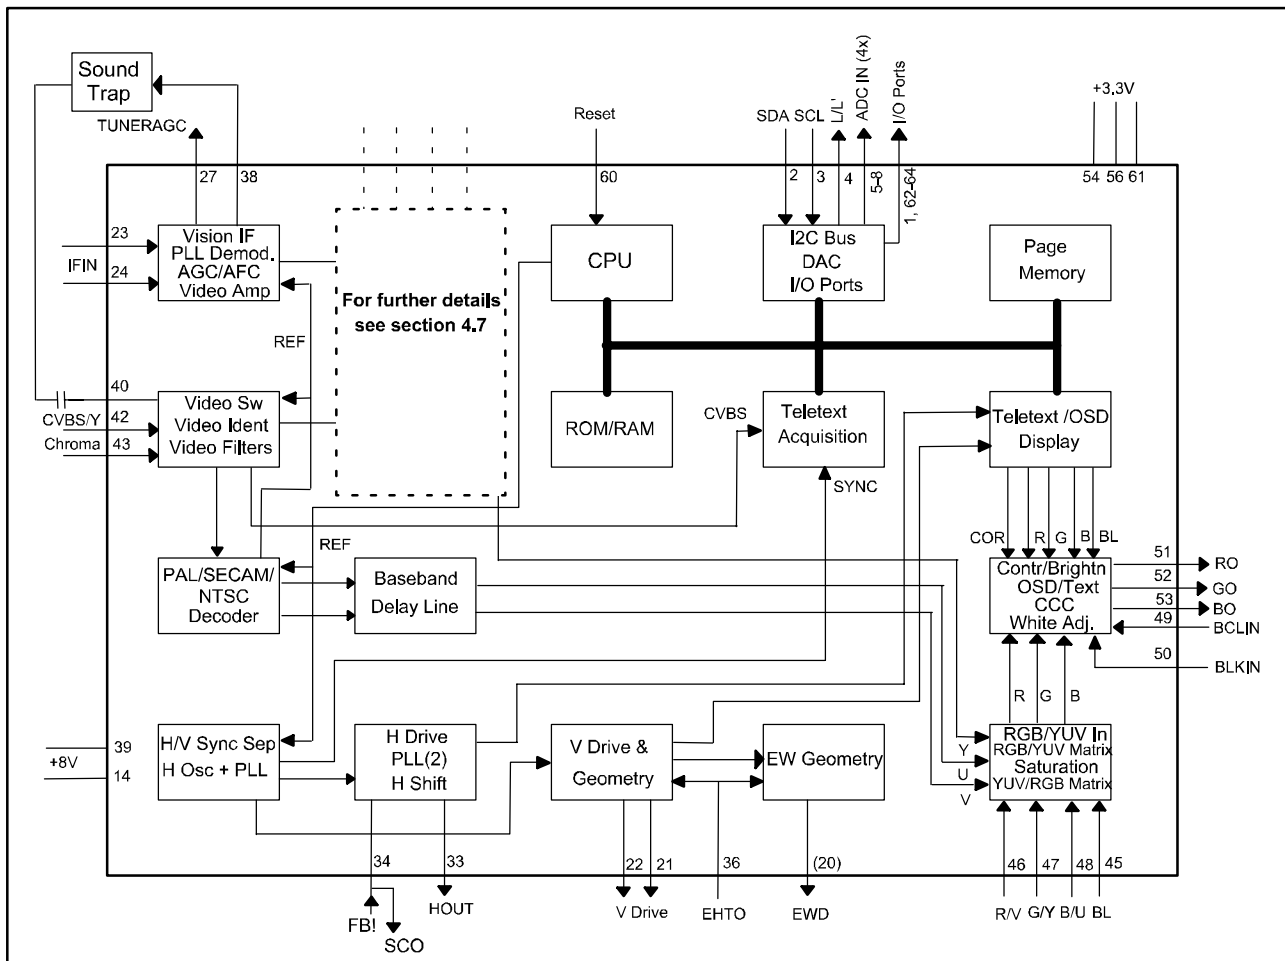 Sound
Trap
TUNERAGC
27
38
Reset
60
SDA SCL
L/L'
ADC IN (4x)
I/O Ports
2
3
4
5-8
1, 62-64
+3,3V
54
56
61
23
IFIN
24
Vision IF
PLL Demod.
AGC/AFC
Video Amp
REF
For further details
see section 4.7
CPU
I2C Bus
DAC
I/O Ports
Page
Memory
40
CVBS/Y
42
Chroma
43
Video Sw
Video Ident
Video Filters
ROM/RAM
CVBS
Teletext
Acquisition
SYNC
Teletext /OSD
Display
REF
PAL/SECAM/
NTSC
Decoder
Baseband
Delay Line
COR
R
G
B
BL
Contr/Brightn
OSD/Text
CCC
White Adj.
51
RO
52
GO
53
BO
49
BCLIN
50
BLKIN
R
G
B
39
+8V
14
H/V Sync Sep
H Osc + PLL
H Drive
PLL(2)
H Shift
V Drive &
Geometry
EW Geometry
Y
U
V
RGB/YUV In
RGB/YUV Matrix
Saturation
YUV/RGB Matrix
34
33
22
21
36
(20)
46
47
48
45
FB!
SCO
HOUT
V Drive
EHTO
EWD
R/V
G/Y
B/U
BL